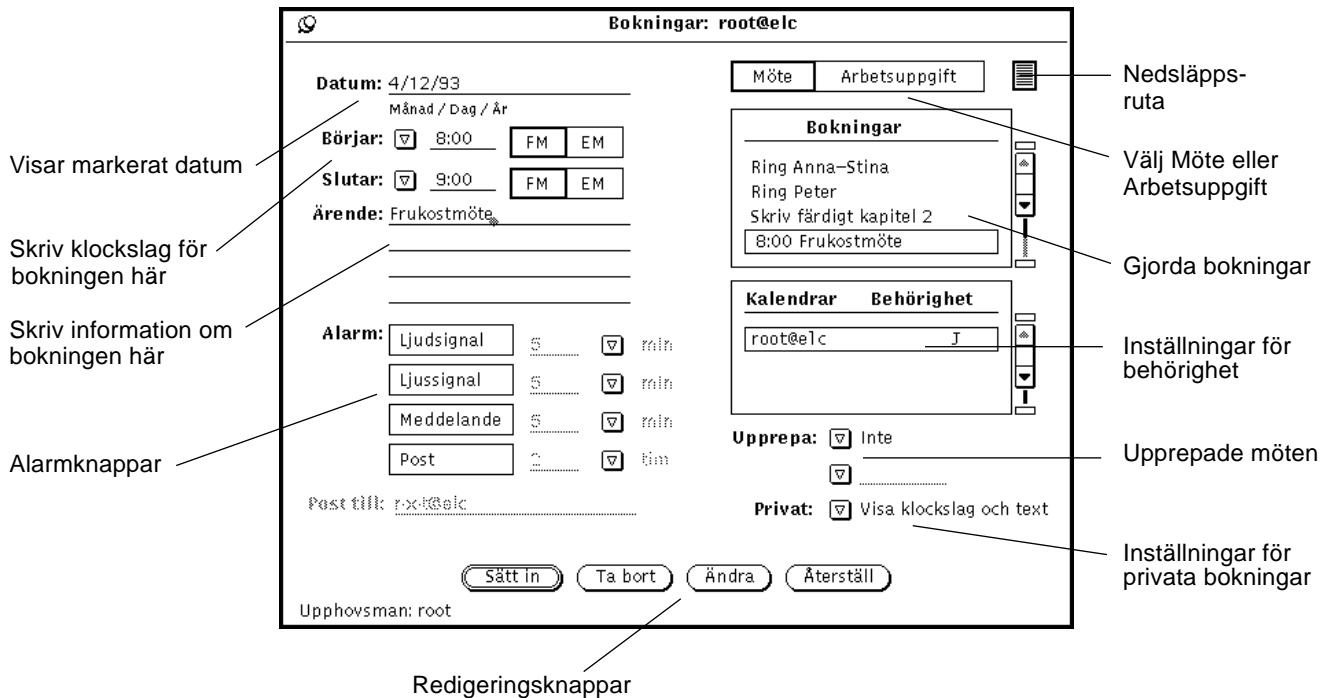 Bokningar: root@elc
Datum: 4/12/93
Månad / Dag / År
Börjar: 8:00 FM EM
Slutar: 9:00 FM EM
Ärende: Frukostmöte
Alarm: Ljudsignal 5 min
Ljussignal 5 min
Meddelande 5 min
Post 2 tim
Post till:
Möte Arbetsuppgift
Bokningar
Ring Anna-Stina
Ring Peter
Skriv färdigt kapitel 2
8:00 Frukostmöte
Kalendrar Behörighet
root@elc J
Upprepa: Inte
Privat: Visa klockslag och text
Sätt in Ta bort Ändra Återställ
Upphovsman: root
Visar markerat datum
Skriv klockslag för
bokningen här
Skriv information om
bokningen här
Alarmknappar
Nedsläpps-
ruta
Välj Möte eller
Arbetsuppgift
Gjorda bokningar
Inställningar för
behörighet
Upprepade möten
Inställningar för
privata bokningar
Redigeringsknappar